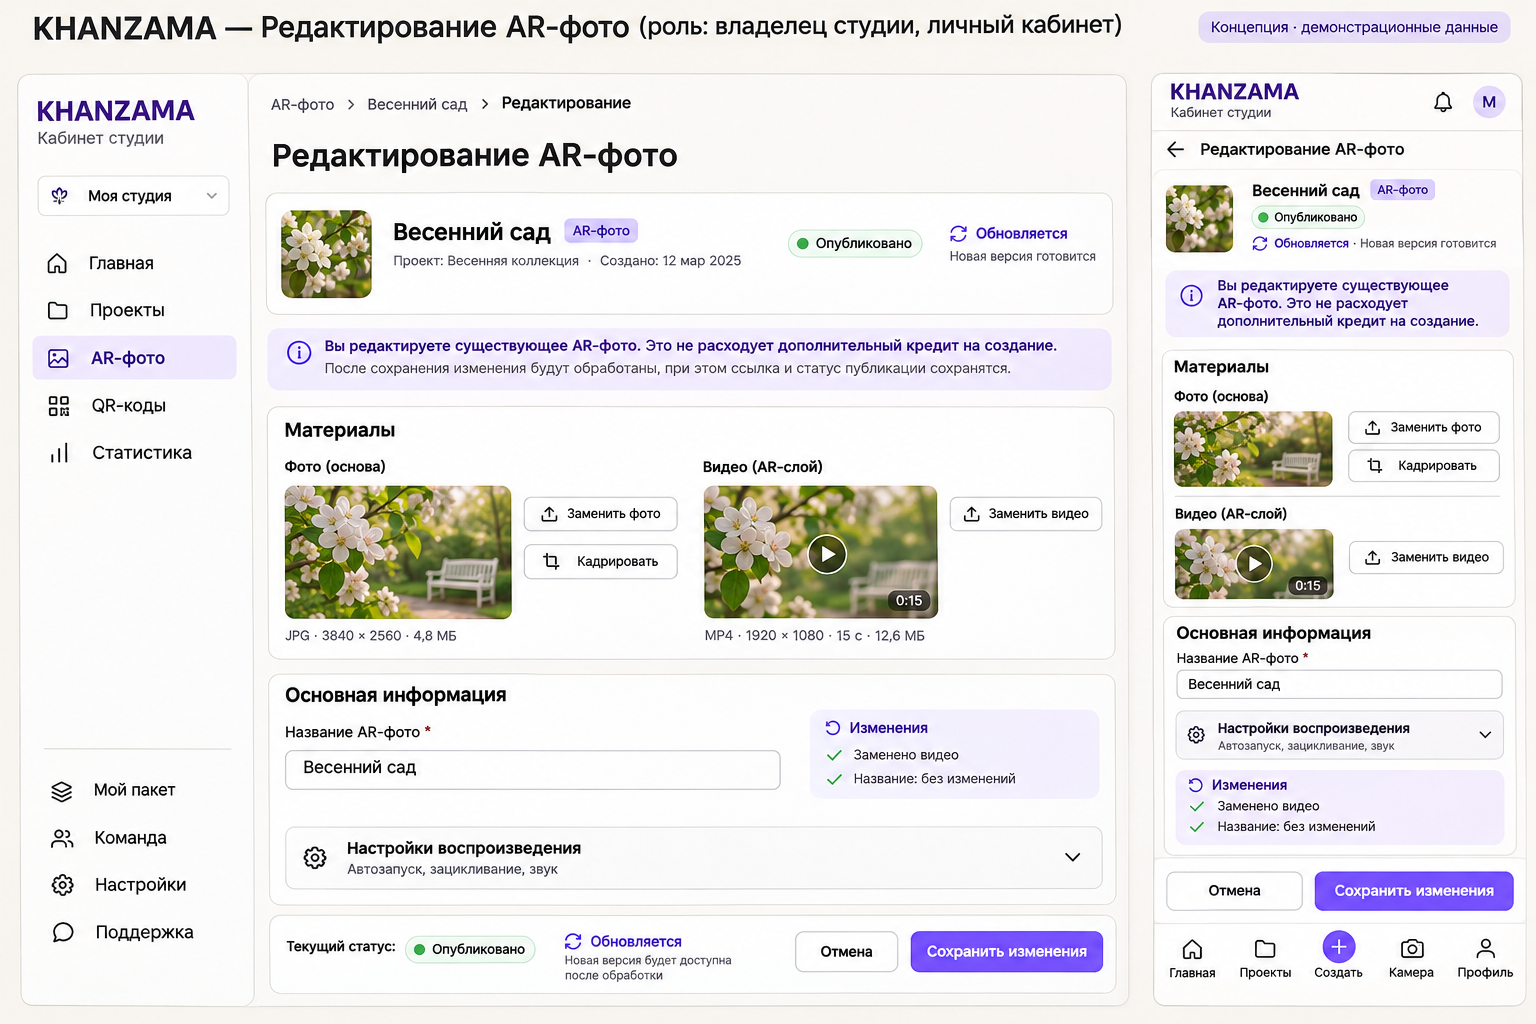 KHANZAMA — Редактирование AR-фото (роль: владелец студии, личный кабинет)
Концепция · демонстрационные данные
KHANZAMA
Кабинет студии
Моя студия
Главная
Проекты
AR-фото
QR-коды
Статистика
Мой пакет
Команда
Настройки
Поддержка
AR-фото > Весенний сад > Редактирование
Редактирование AR-фото
Весенний сад
AR-фото
Проект: Весенняя коллекция · Создано: 12 мар 2025
Опубликовано
Обновляется
Новая версия готовится
Вы редактируете существующее AR-фото. Это не расходует дополнительный кредит на создание.
После сохранения изменения будут обработаны, при этом ссылка и статус публикации сохранятся.
Материалы
Фото (основа)
Заменить фото
Кадрировать
JPG · 3840 × 2560 · 4,8 МБ
Видео (AR-слой)
0:15
Заменить видео
MP4 · 1920 × 1080 · 15 с · 12,6 МБ
Основная информация
Название AR-фото *
Весенний сад
Изменения
Заменено видео
Название: без изменений
Настройки воспроизведения
Автозапуск, зацикливание, звук
Текущий статус:
Опубликовано
Обновляется
Новая версия будет доступна
после обработки
Отмена
Сохранить изменения
KHANZAMA
Кабинет студии
М
Редактирование AR-фото
Весенний сад
AR-фото
Опубликовано
Обновляется · Новая версия готовится
Вы редактируете существующее
AR-фото. Это не расходует
дополнительный кредит на создание.
Материалы
Фото (основа)
Заменить фото
Кадрировать
Видео (AR-слой)
0:15
Заменить видео
Основная информация
Название AR-фото *
Весенний сад
Настройки воспроизведения
Автозапуск, зацикливание, звук
Изменения
Заменено видео
Название: без изменений
Отмена
Сохранить изменения
Главная
Проекты
Создать
Камера
Профиль